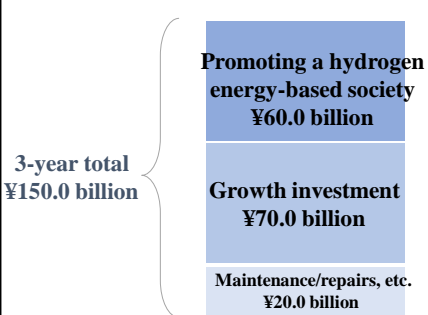 Promoting a hydrogen
energy-based society
¥60.0 billion
3-year total
¥150.0 billion
Growth investment
¥70.0 billion
Maintenance/repairs, etc.
¥20.0 billion